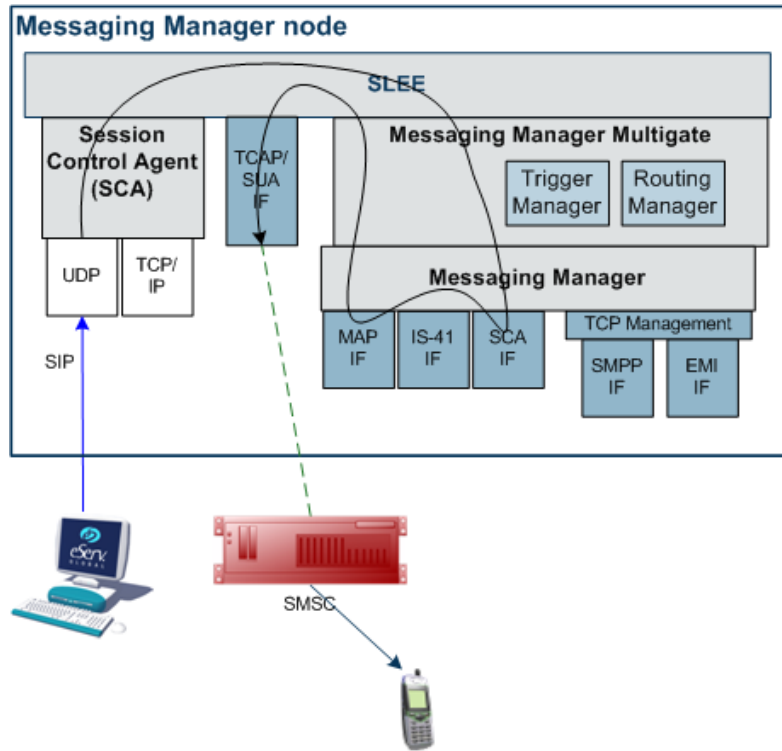 Messaging Manager node
SLEE
Session
Control Agent
(SCA)
TCAP/
SUA
IF
Messaging Manager Multigate
Trigger
Manager
Routing
Manager
UDP
TCP/
IP
Messaging Manager
MAP
IF
IS-41
IF
SCA
IF
TCP Management
SMPP
IF
EMI
IF
SIP
eServ
GLOBAL
SMSC